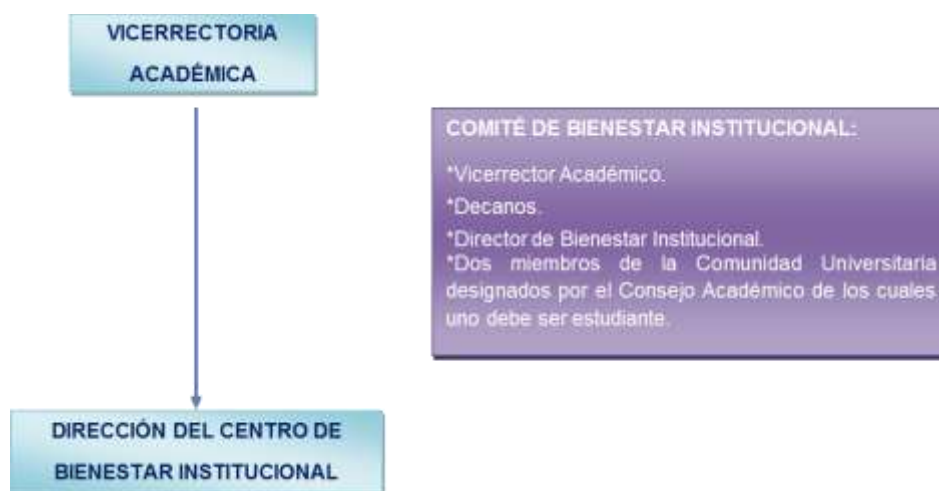 VICERRECTORIA
ACADÉMICA
COMITÉ DE BIENESTAR INSTITUCIONAL:
*Vicerrector Académico.
*Decanos.
*Director de Bienestar Institucional.
*Dos miembros de la Comunidad Universitaria
designados por el Consejo Académico de los cuales
uno debe ser estudiante.
DIRECCIÓN DEL CENTRO DE
BIENESTAR INSTITUCIONAL